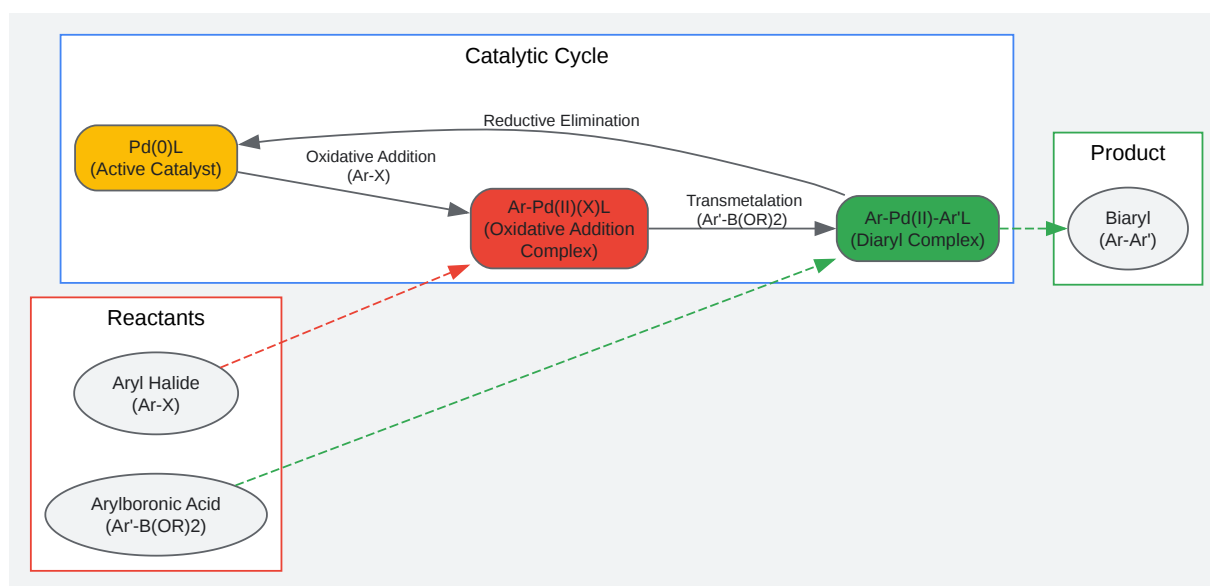 Catalytic Cycle
Reductive Elimination
Pd(0)L
(Active Catalyst)
Oxidative Addition
(Ar-X)
Ar-Pd(II)(X)L
(Oxidative Addition
Complex)
Transmetalation
(Ar'-B(OR)2)
Ar-Pd(II)-Ar'L
(Diaryl Complex)
Product
Biaryl
(Ar-Ar')
Reactants
Aryl Halide
(Ar-X)
Arylboronic Acid
(Ar'-B(OR)2)